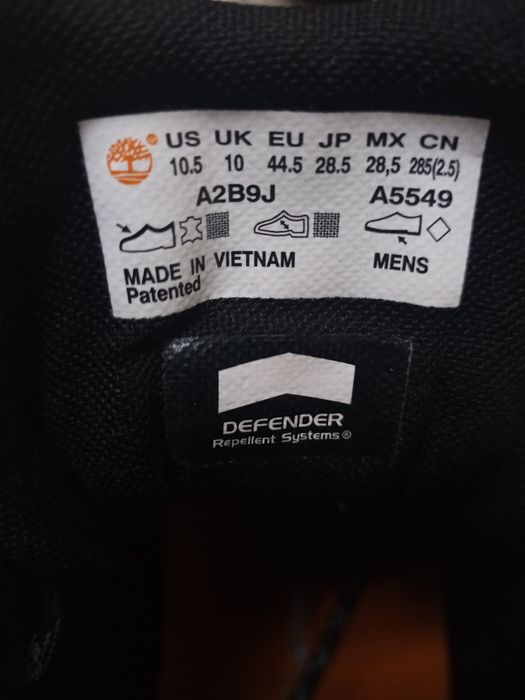 ® US UK EU JP MX CN
10.5 10 44.5 28.5 28,5 285(2.5)
A2B9J A5549
MADE IN VIETNAM MENS
Patented
DEFENDER
Repellent Systems®